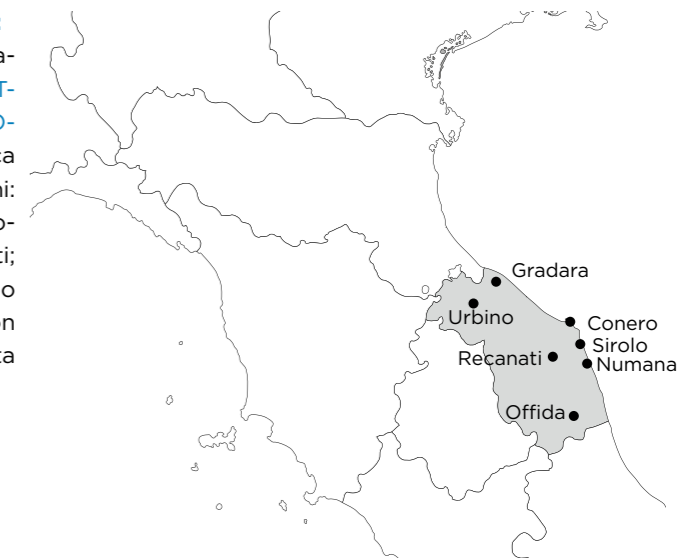 a-
T-
ca
ni:
o-
ti;
o
on
ta
Gradara
Urbino
Conero
Sirolo
Recanati
Numana
Offida